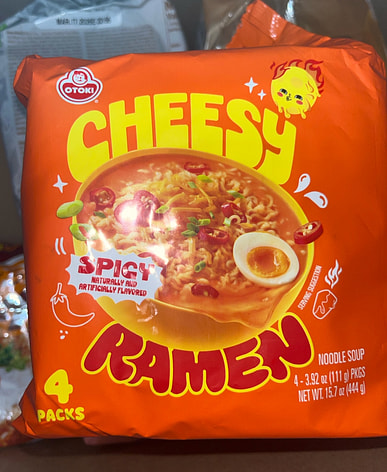 OTOKI
CHEESY
SPICY
NATURALLY AND
ARTIFICIALLY FLAVORED
SERVING SUGGESTION
RAMEN
NOODLE SOUP
4 - 3.92 oz (111 g) PKGS
NET WT. 15.7 oz (444 g)
4
PACKS